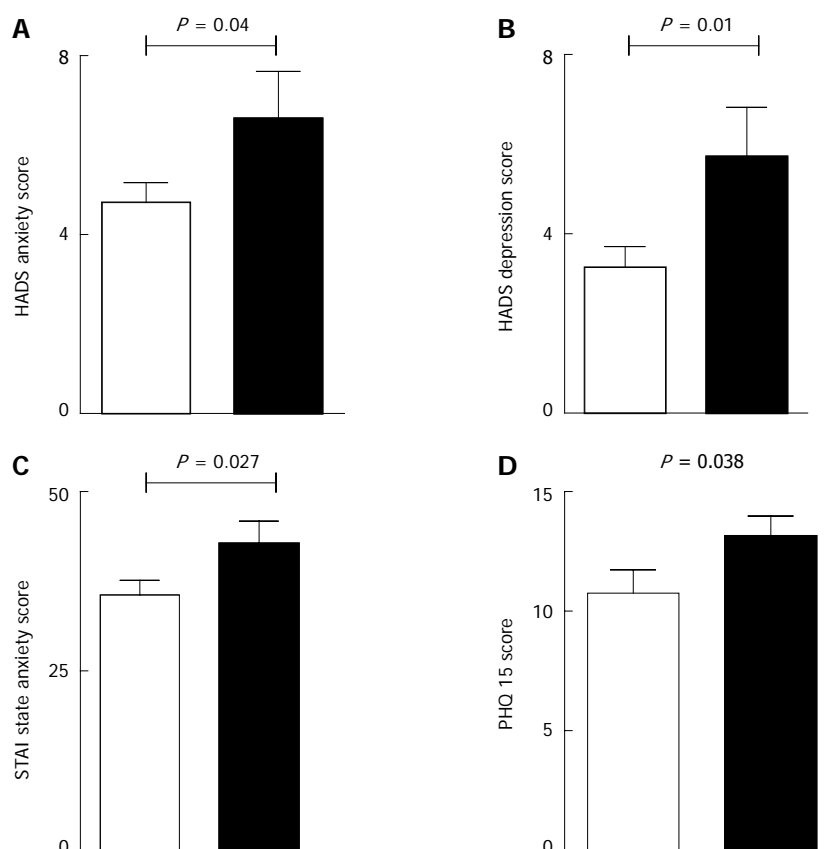 A
P = 0.04
8
4
0
HADS anxiety score
B
P = 0.01
8
4
0
HADS depression score
C
P = 0.027
50
25
0
STAI state anxiety score
D
P = 0.038
15
10
5
0
PHQ 15 score